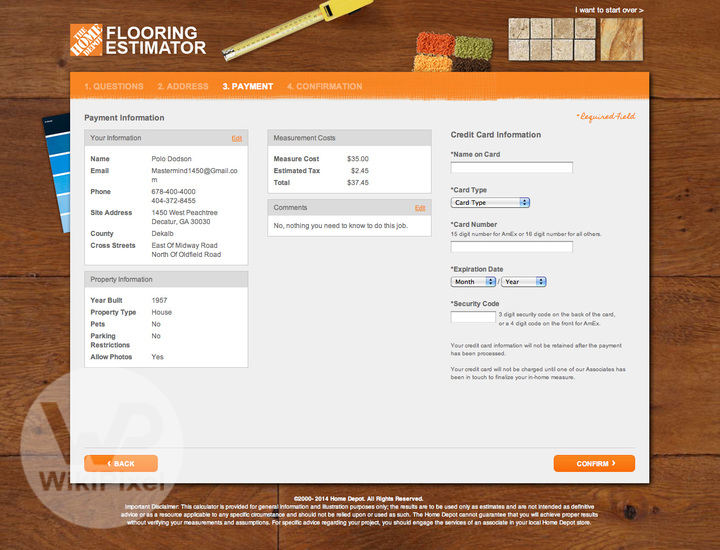 I want to start over >
THE HOME DEPOT
FLOORING
ESTIMATOR
1. QUESTIONS 2. ADDRESS 3. PAYMENT 4. CONFIRMATION
Payment Information
*Required Field
Your Information Edit
Name Polo Dodson
Email Mastermind1450@Gmail.co
m
Phone 678-400-4000
404-372-8455
Site Address 1450 West Peachtree
Decatur, GA 30030
County Dekalb
Cross Streets East Of Midway Road
North Of Oldfield Road
Property Information
Year Built 1957
Property Type House
Pets No
Parking No
Restrictions
Allow Photos Yes
Measurement Costs
Measure Cost $35.00
Estimated Tax $2.45
Total $37.45
Comments Edit
No, nothing you need to know to do this job.
Credit Card Information
*Name on Card
*Card Type
Card Type
*Card Number
15 digit number for AmEx or 16 digit number for all others.
*Expiration Date
Month / Year
*Security Code
3 digit security code on the back of the card,
or a 4 digit code on the front for AmEx.
Your credit card information will not be retained after the payment
has been processed.
Your credit card will not be charged until one of our Associates has
been in touch to finalize your in-home measure.
‹ BACK
CONFIRM ›
WikiPixel
©2000- 2014 Home Depot. All Rights Reserved.
Important Disclaimer: This calculator is provided for general information and illustration purposes only; the results are to be used only as estimates and are not intended as definitive
advice or as a resource applicable to any specific circumstance and should not be relied upon or used as such. The Home Depot cannot guarantee that you will achieve proper results
without verifying your measurements and assumptions. For specific advice regarding your project, you should engage the services of an associate in your local Home Depot store.